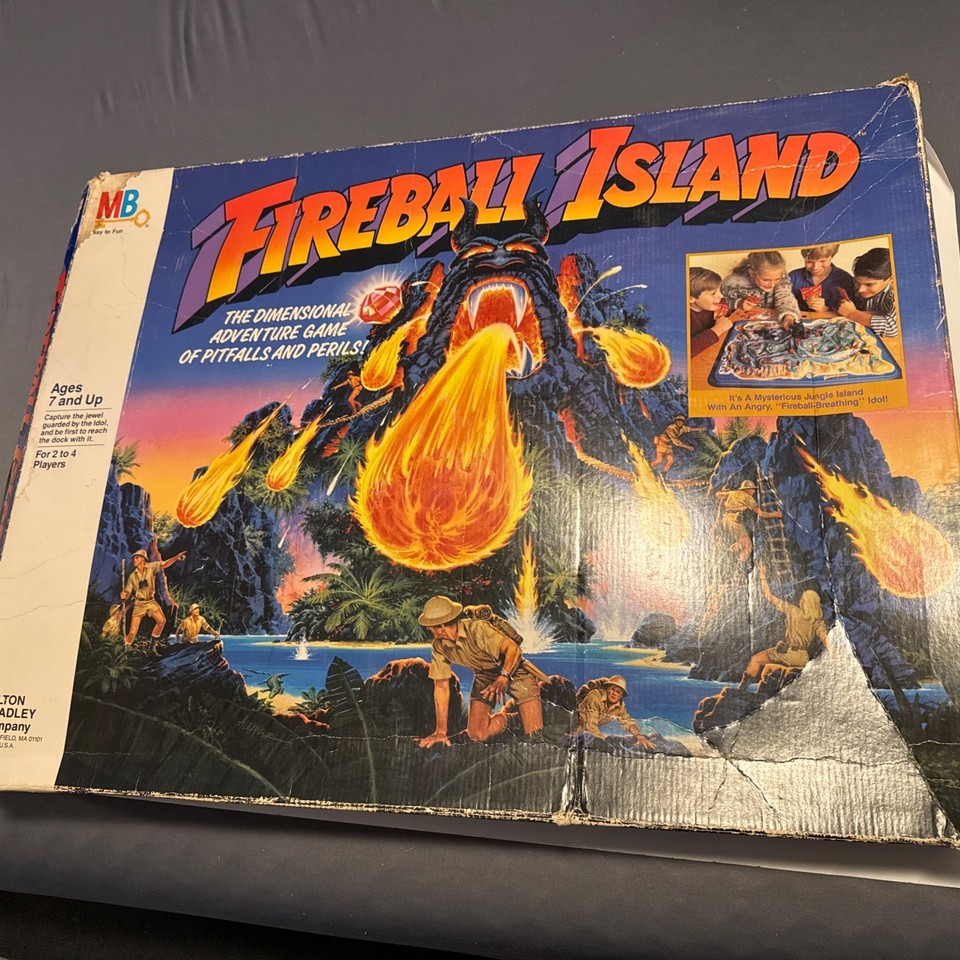 MB
Key to Fun
FIREBALL ISLAND
THE DIMENSIONAL
ADVENTURE GAME
OF PITFALLS AND PERILS!
It's A Mysterious Jungle Island
With An Angry, "Fireball-Breathing" Idol!
Ages
7 and Up
Capture the jewel
guarded by the Idol,
and be first to reach
the dock with it.
For 2 to 4
Players
LTON
ADLEY
mpany
FIELD, MA 01101
U.S.A.